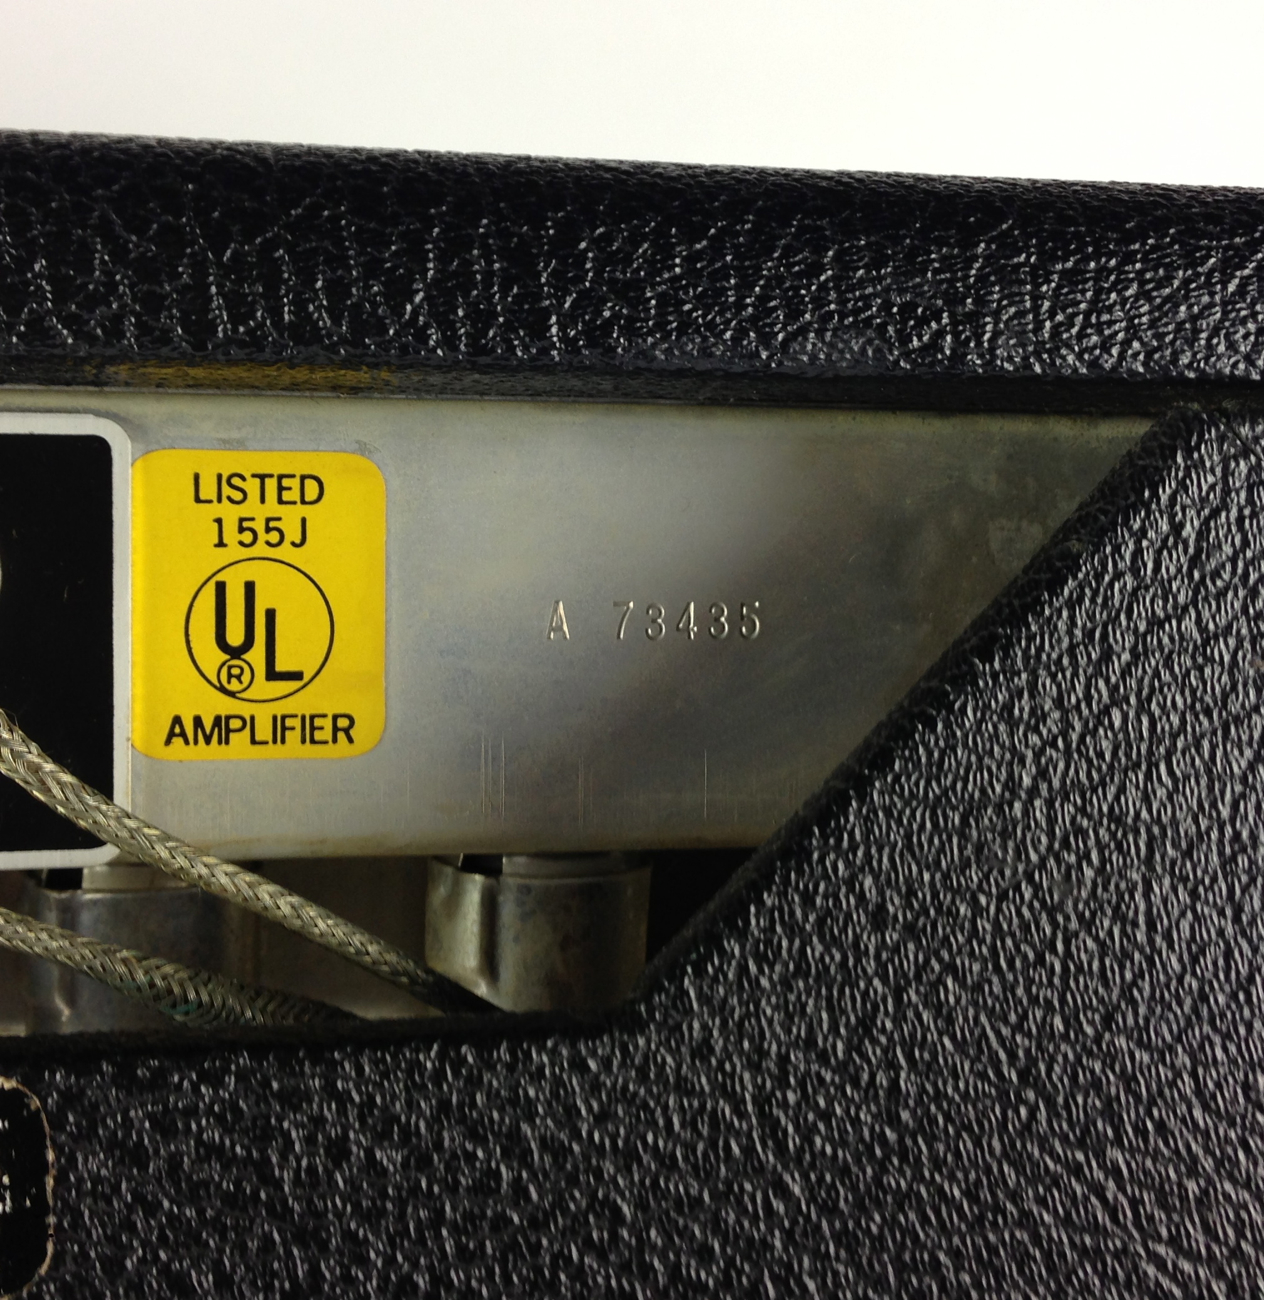 LISTED
155J
UL
®
AMPLIFIER
A 73435